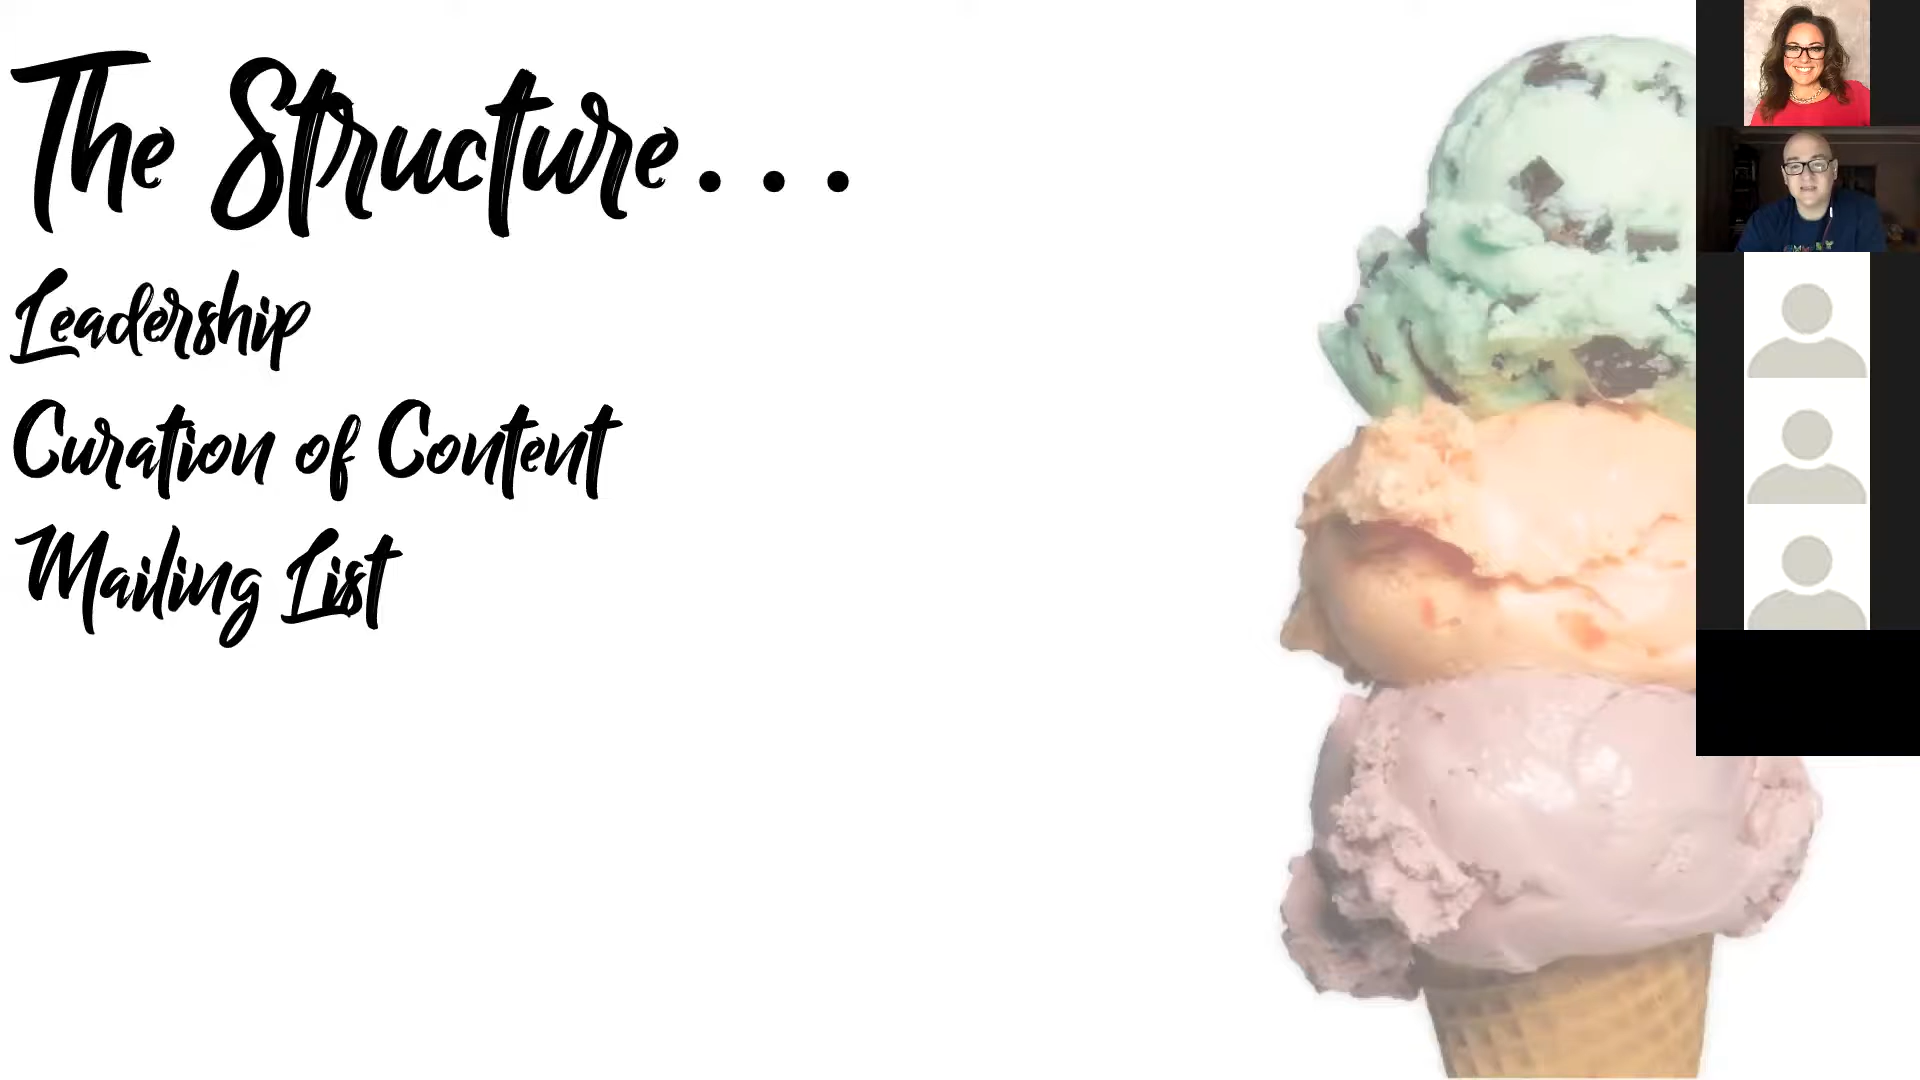 The Structure...
Leadership
Curation of Content
Mailing List